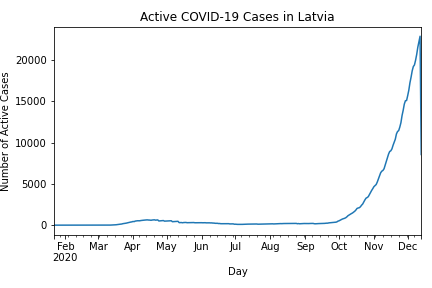 Active COVID-19 Cases in Latvia
Number of Active Cases
20000
15000
10000
5000
0
Feb Mar Apr May Jun Jul Aug Sep Oct Nov Dec
2020
Day